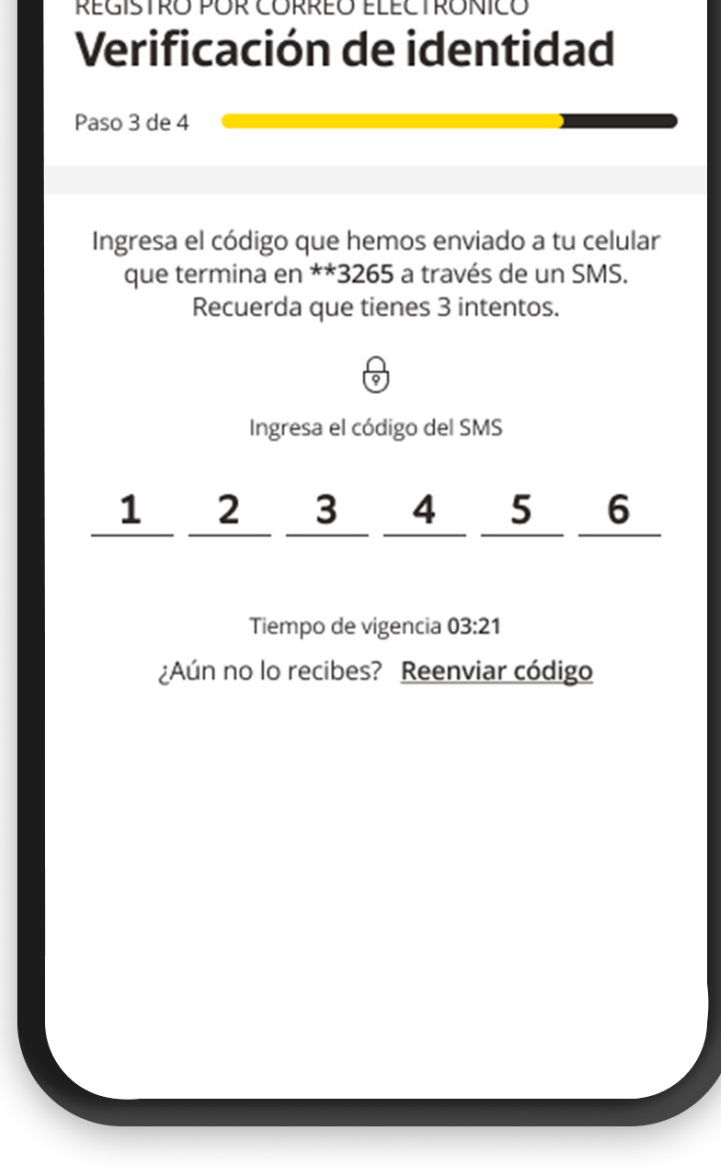 REGISTRO POR CORREO ELECTRÓNICO
Verificación de identidad
Paso 3 de 4
Ingresa el código que hemos enviado a tu celular
que termina en **3265 a través de un SMS.
Recuerda que tienes 3 intentos.
Ingresa el código del SMS
1 2 3 4 5 6
Tiempo de vigencia 03:21
¿Aún no lo recibes? Reenviar código